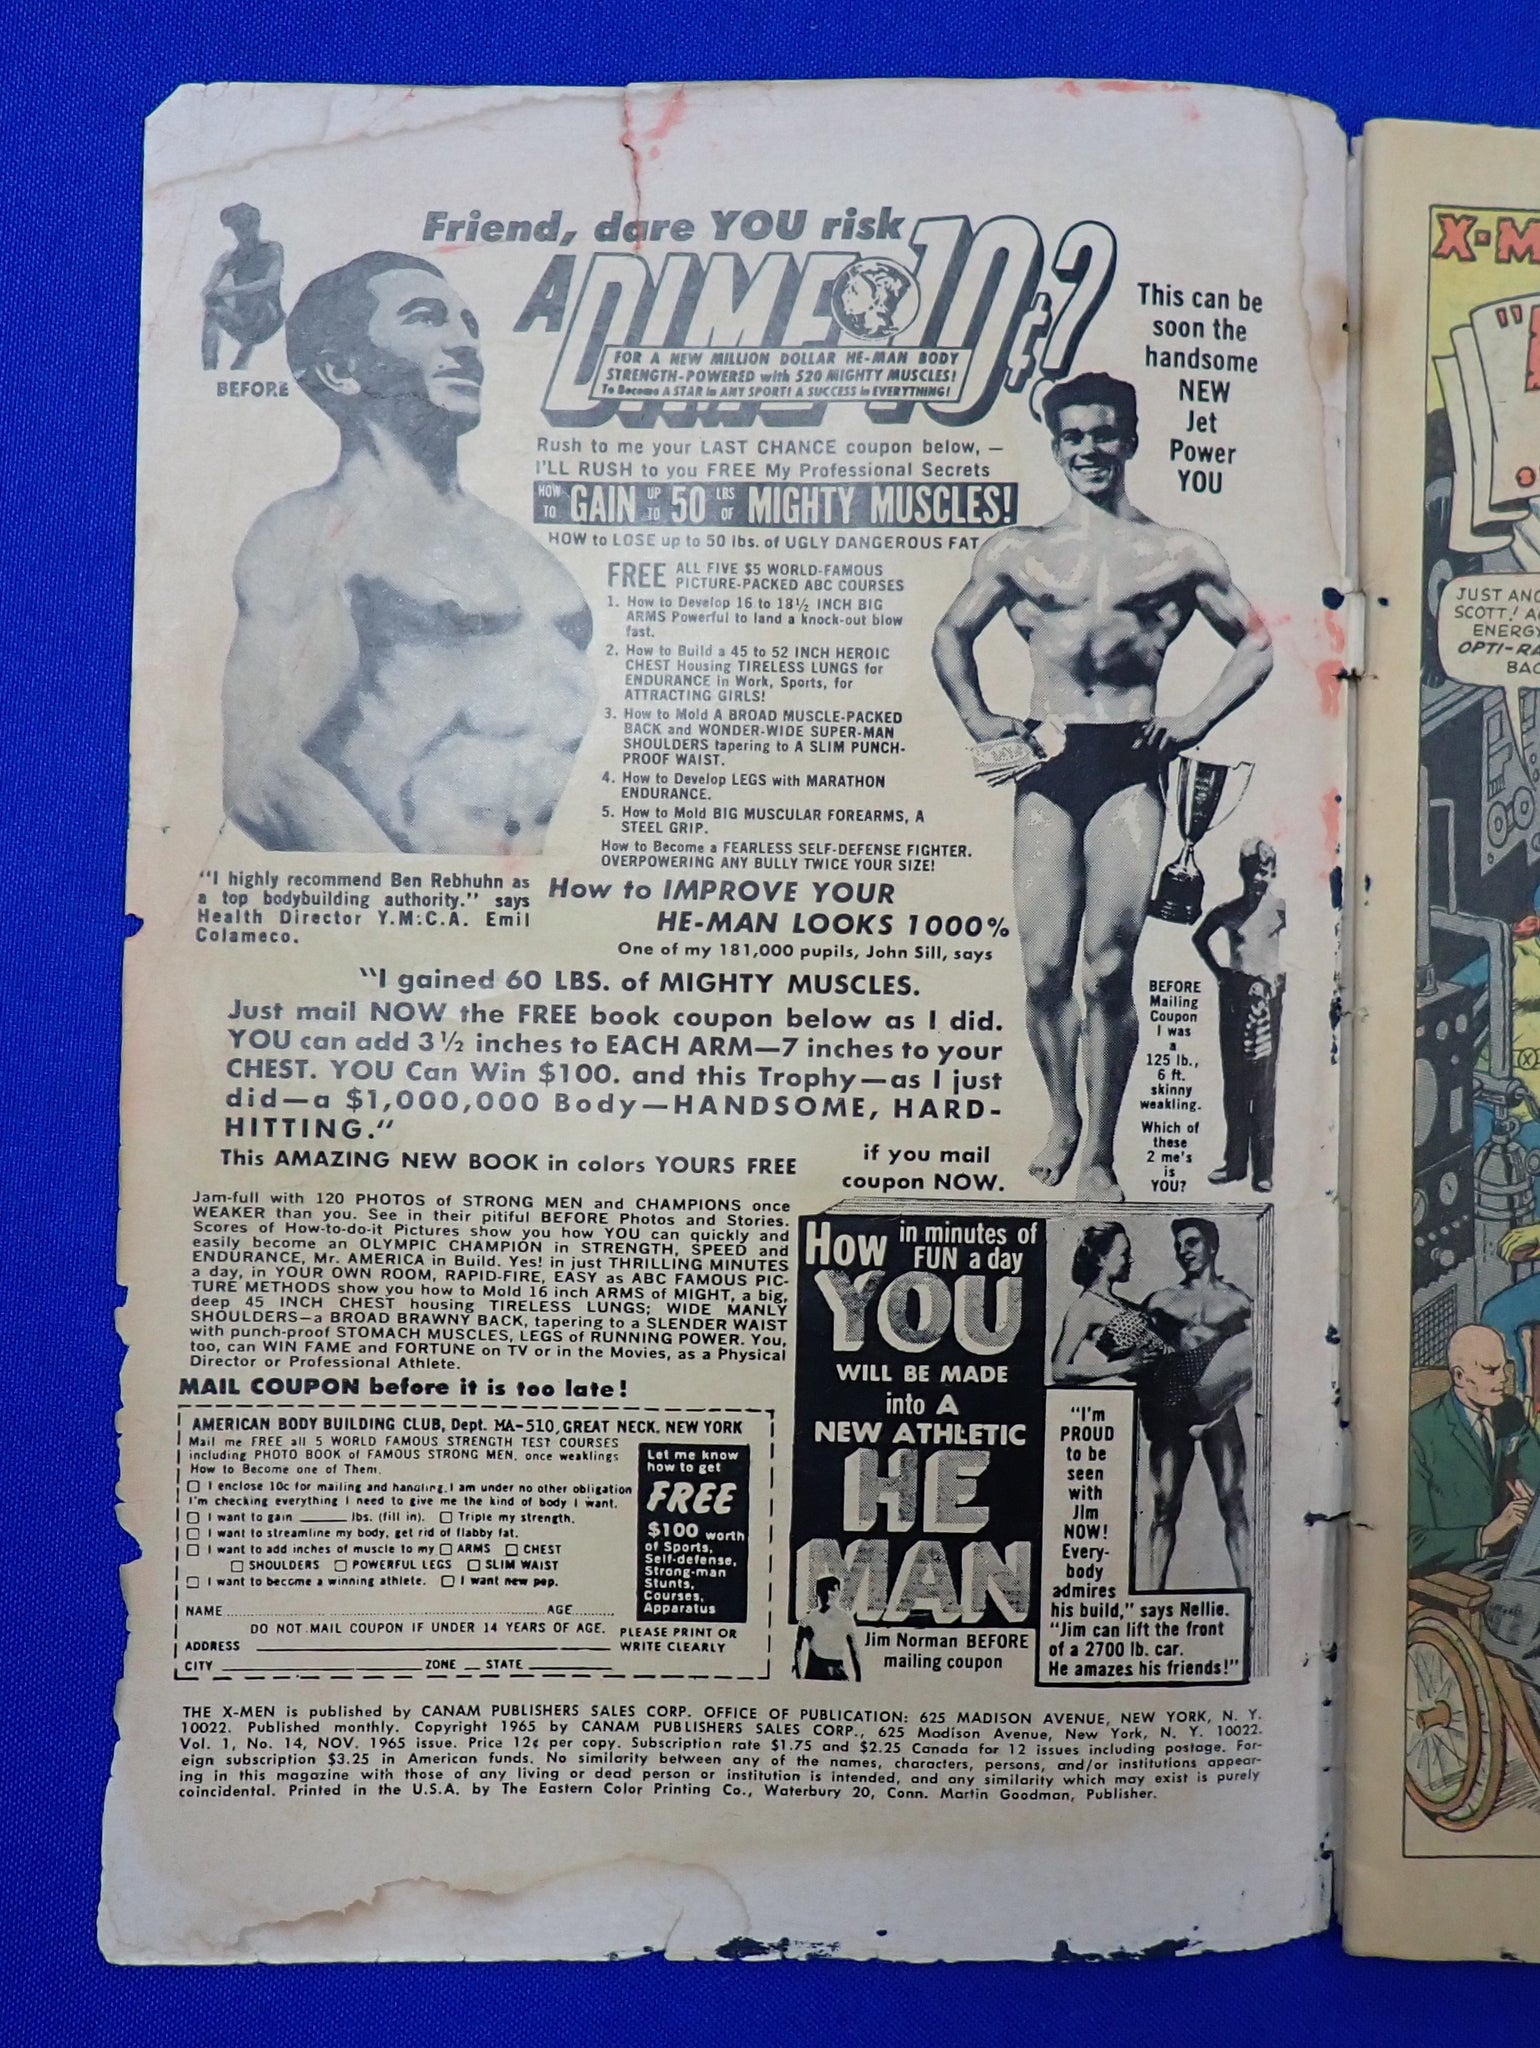 Friend, dare YOU risk
A DIME 10¢?
FOR A NEW MILLION DOLLAR HE-MAN BODY
STRENGTH-POWERED with 520 MIGHTY MUSCLES!
To Become A STAR in ANY SPORT! A SUCCESS in EVERYTHING!
BEFORE
This can be
soon the
handsome
NEW
Jet
Power
YOU
Rush to me your LAST CHANCE coupon below, —
I'LL RUSH to you FREE My Professional Secrets
HOW TO GAIN UP TO 50 LBS OF MIGHTY MUSCLES!
HOW to LOSE up to 50 lbs. of UGLY DANGEROUS FAT
FREE ALL FIVE $5 WORLD-FAMOUS
PICTURE-PACKED ABC COURSES
1. How to Develop 16 to 18½ INCH BIG
ARMS Powerful to land a knock-out blow
fast.
2. How to Build a 45 to 52 INCH HEROIC
CHEST Housing TIRELESS LUNGS for
ENDURANCE in Work, Sports, for
ATTRACTING GIRLS!
3. How to Mold A BROAD MUSCLE-PACKED
BACK and WONDER-WIDE SUPER-MAN
SHOULDERS tapering to A SLIM PUNCH-
PROOF WAIST.
4. How to Develop LEGS with MARATHON
ENDURANCE.
5. How to Mold BIG MUSCULAR FOREARMS, A
STEEL GRIP.
How to Become a FEARLESS SELF-DEFENSE FIGHTER.
OVERPOWERING ANY BULLY TWICE YOUR SIZE!
"I highly recommend Ben Rebhuhn as
a top bodybuilding authority." says
Health Director Y.M.C.A. Emil
Colameco.
How to IMPROVE YOUR
HE-MAN LOOKS 1000%
One of my 181,000 pupils, John Sill, says
"I gained 60 LBS. of MIGHTY MUSCLES.
Just mail NOW the FREE book coupon below as I did.
YOU can add 3½ inches to EACH ARM—7 inches to your
CHEST. YOU Can Win $100. and this Trophy—as I just
did—a $1,000,000 Body—HANDSOME, HARD-
HITTING."
BEFORE
Mailing
Coupon
I was
a
125 lb.,
6 ft.
skinny
weakling.
Which of
these
2 me's
is
YOU?
This AMAZING NEW BOOK in colors YOURS FREE
if you mail
coupon NOW.
Jam-full with 120 PHOTOS of STRONG MEN and CHAMPIONS once
WEAKER than you. See in their pitiful BEFORE Photos and Stories.
Scores of How-to-do-it Pictures show you how YOU can quickly and
easily become an OLYMPIC CHAMPION in STRENGTH, SPEED and
ENDURANCE, Mr. AMERICA in Build. Yes! in just THRILLING MINUTES
a day, in YOUR OWN ROOM, RAPID-FIRE, EASY as ABC FAMOUS PIC-
TURE METHODS show you how to Mold 16 inch ARMS of MIGHT, a big,
deep 45 INCH CHEST housing TIRELESS LUNGS; WIDE MANLY
SHOULDERS—a BROAD BRAWNY BACK, tapering to a SLENDER WAIST
with punch-proof STOMACH MUSCLES, LEGS of RUNNING POWER. You,
too, can WIN FAME and FORTUNE on TV or in the Movies, as a Physical
Director or Professional Athlete.
MAIL COUPON before it is too late!
AMERICAN BODY BUILDING CLUB, Dept. MA-510, GREAT NECK, NEW YORK
Mail me FREE all 5 WORLD FAMOUS STRENGTH TEST COURSES
including PHOTO BOOK of FAMOUS STRONG MEN, once weaklings
How to Become one of Them.
I enclose 10c for mailing and handling. I am under no other obligation
I'm checking everything I need to give me the kind of body I want.
I want to gain ______ lbs. (fill in). Triple my strength.
I want to streamline my body, get rid of flabby fat.
I want to add inches of muscle to my ARMS CHEST
SHOULDERS POWERFUL LEGS SLIM WAIST
I want to become a winning athlete. I want new pep.
NAME AGE
DO NOT MAIL COUPON IF UNDER 14 YEARS OF AGE.
ADDRESS
CITY ZONE STATE
Let me know
how to get
FREE
$100 worth
of Sports,
Self-defense,
Strong-man
Stunts,
Courses,
Apparatus
PLEASE PRINT OR
WRITE CLEARLY
How in minutes of
FUN a day
YOU
WILL BE MADE
into A
NEW ATHLETIC
HE
MAN
Jim Norman BEFORE
mailing coupon
"I'm
PROUD
to be
seen
with
Jim
NOW!
Every-
body
admires
his build," says Nellie.
"Jim can lift the front
of a 2700 lb. car.
He amazes his friends!"
THE X-MEN is published by CANAM PUBLISHERS SALES CORP. OFFICE OF PUBLICATION: 625 MADISON AVENUE, NEW YORK, N. Y.
10022. Published monthly. Copyright 1965 by CANAM PUBLISHERS SALES CORP., 625 Madison Avenue, New York, N. Y. 10022.
Vol. 1, No. 14, NOV. 1965 issue. Price 12¢ per copy. Subscription rate $1.75 and $2.25 Canada for 12 issues including postage. For-
eign subscription $3.25 in American funds. No similarity between any of the names, characters, persons, and/or institutions appear-
ing in this magazine with those of any living or dead person or institution is intended, and any similarity which may exist is purely
coincidental. Printed in the U.S.A. by The Eastern Color Printing Co., Waterbury 20, Conn. Martin Goodman, Publisher.
X-M
JUST
SCOTT!
ENERGY
OPTI-RA
BAC